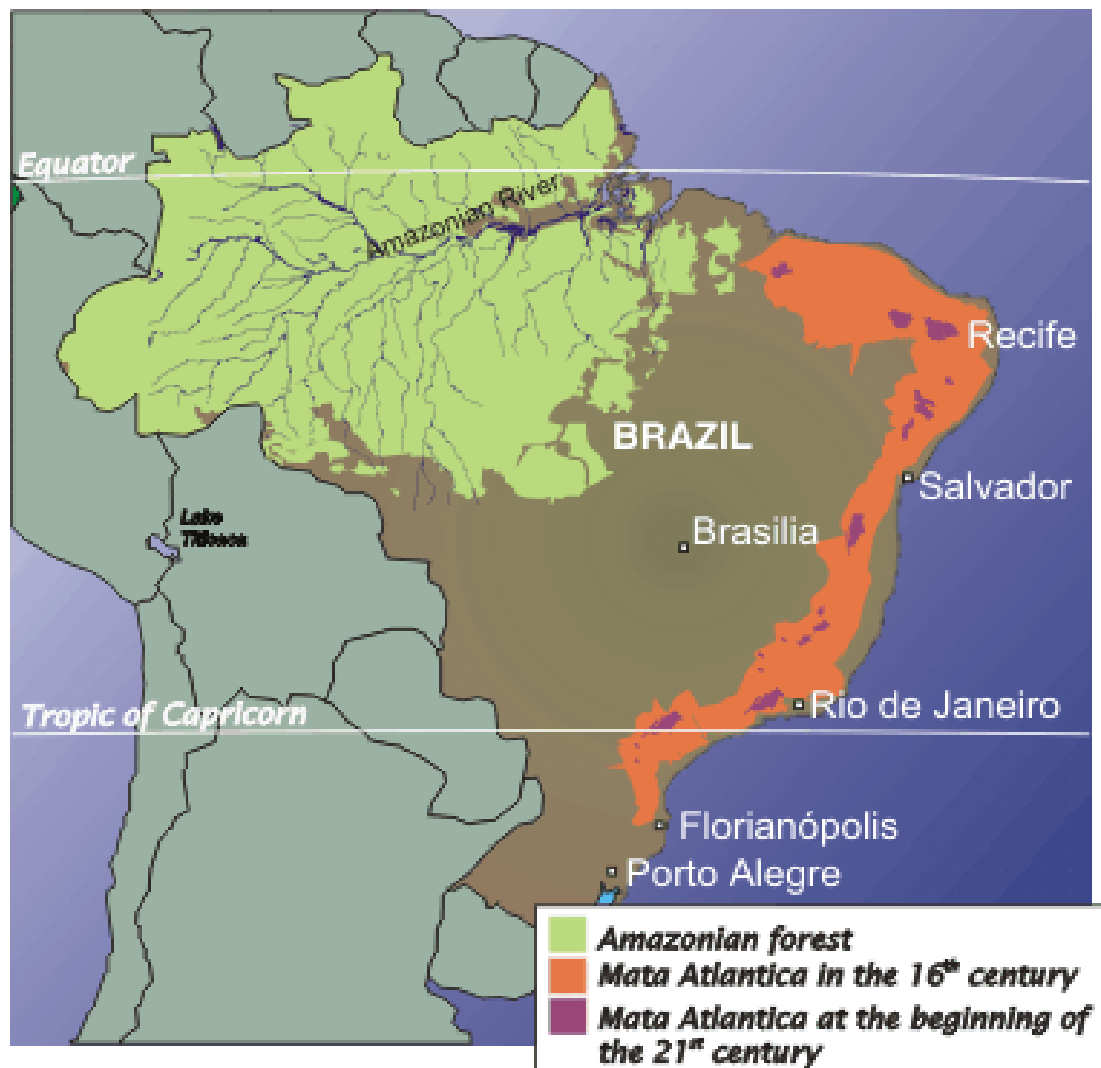 Equator
Amazonian River
Recife
BRAZIL
Salvador
Lake
Brasilia
Tropic of Capricorn
Rio de Janeiro
Florianópolis
Porto Alegre
Amazonian forest
Mata Atlantica in the 16th century
Mata Atlantica at the beginning of
the 21st century